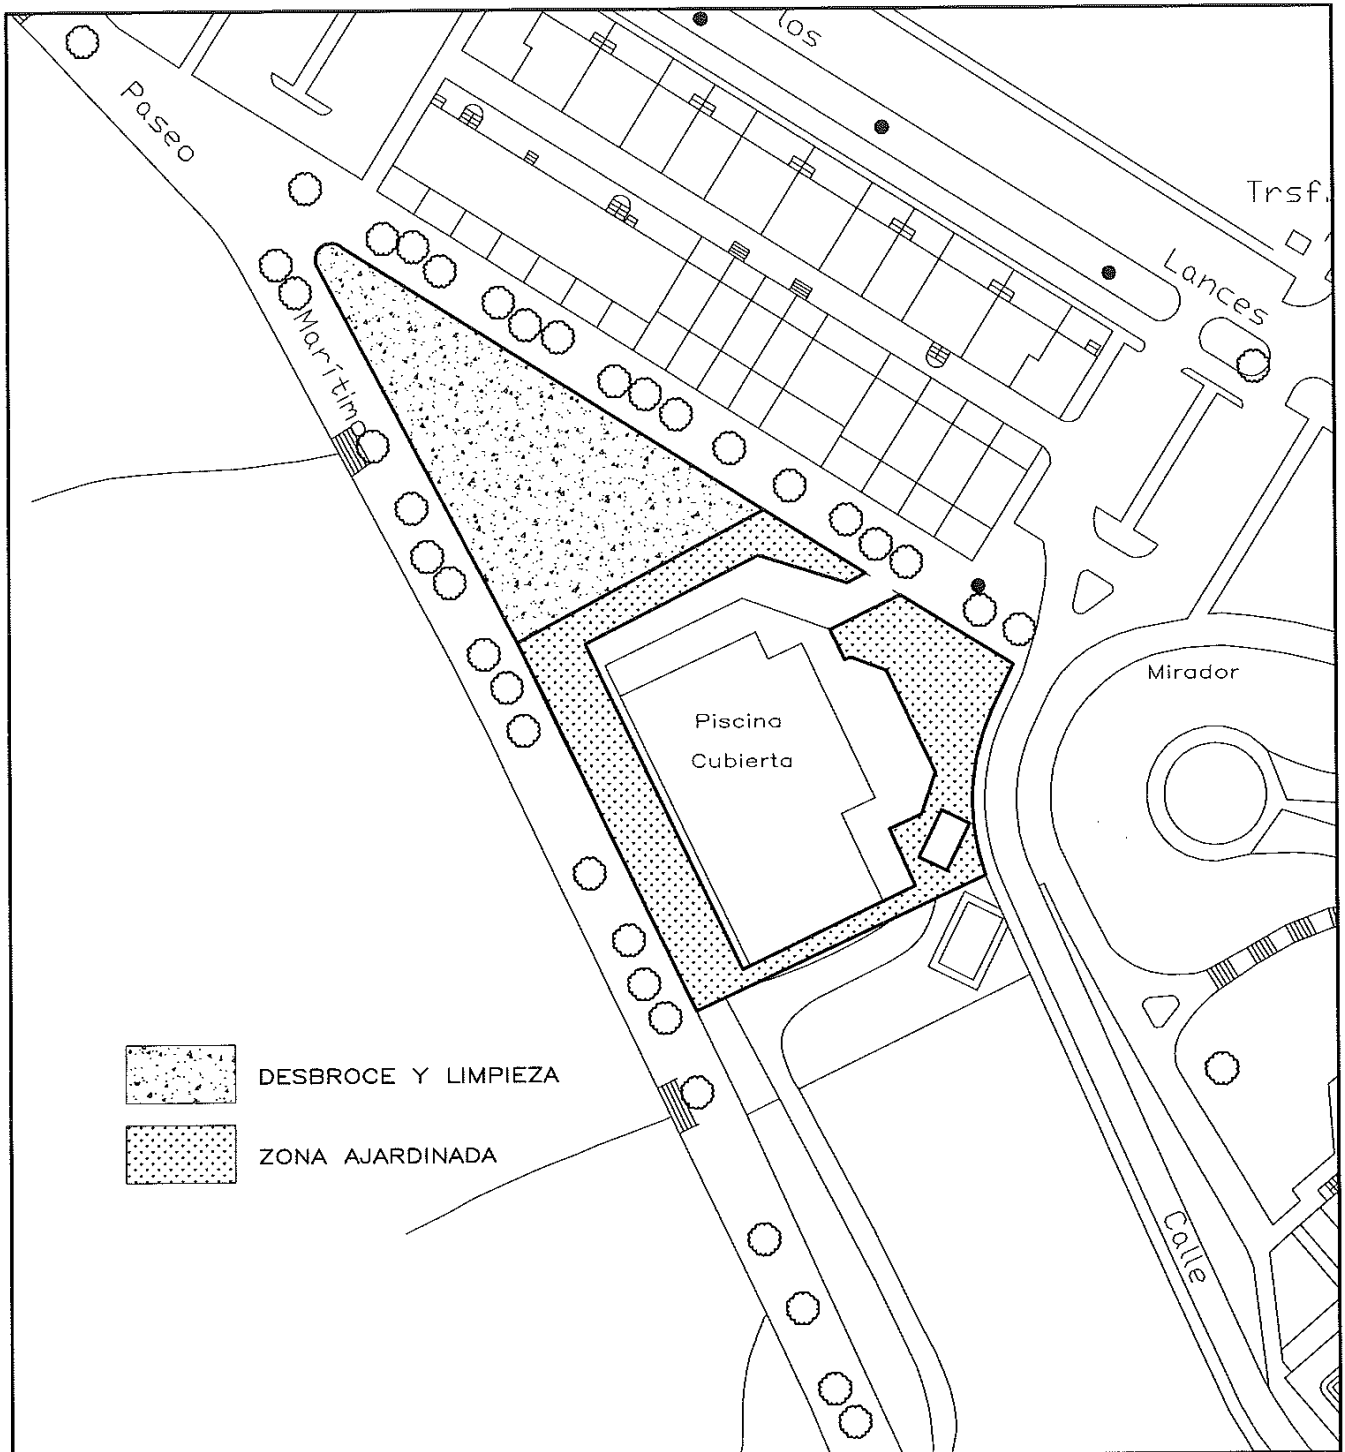 los
Paseo
Trsf.
Lances
Marítimo
Mirador
Piscina
Cubierta
DESBROCE Y LIMPIEZA
ZONA AJARDINADA
Calle